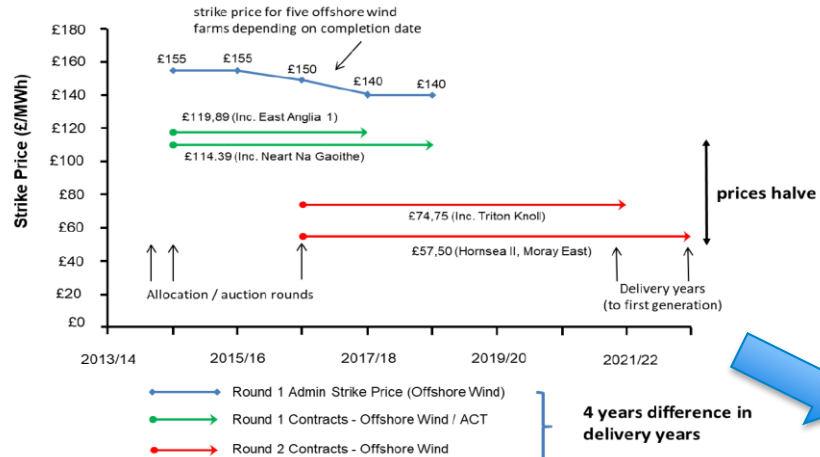 strike price for five offshore wind
farms depending on completion date
£180
£160
£140
£120
£100
£80
£60
£40
£20
£0
Strike Price (£/MWh)
£155
£155
£150
£140
£140
£119,89 (Inc. East Anglia 1)
£114.39 (Inc. Neart Na Gaoithe)
£74,75 (Inc. Triton Knoll)
£57,50 (Hornsea II, Moray East)
prices halve
Allocation / auction rounds
Delivery years
(to first generation)
2013/14
2015/16
2017/18
2019/20
2021/22
Round 1 Admin Strike Price (Offshore Wind)
Round 1 Contracts - Offshore Wind / ACT
Round 2 Contracts - Offshore Wind
4 years difference in
delivery years